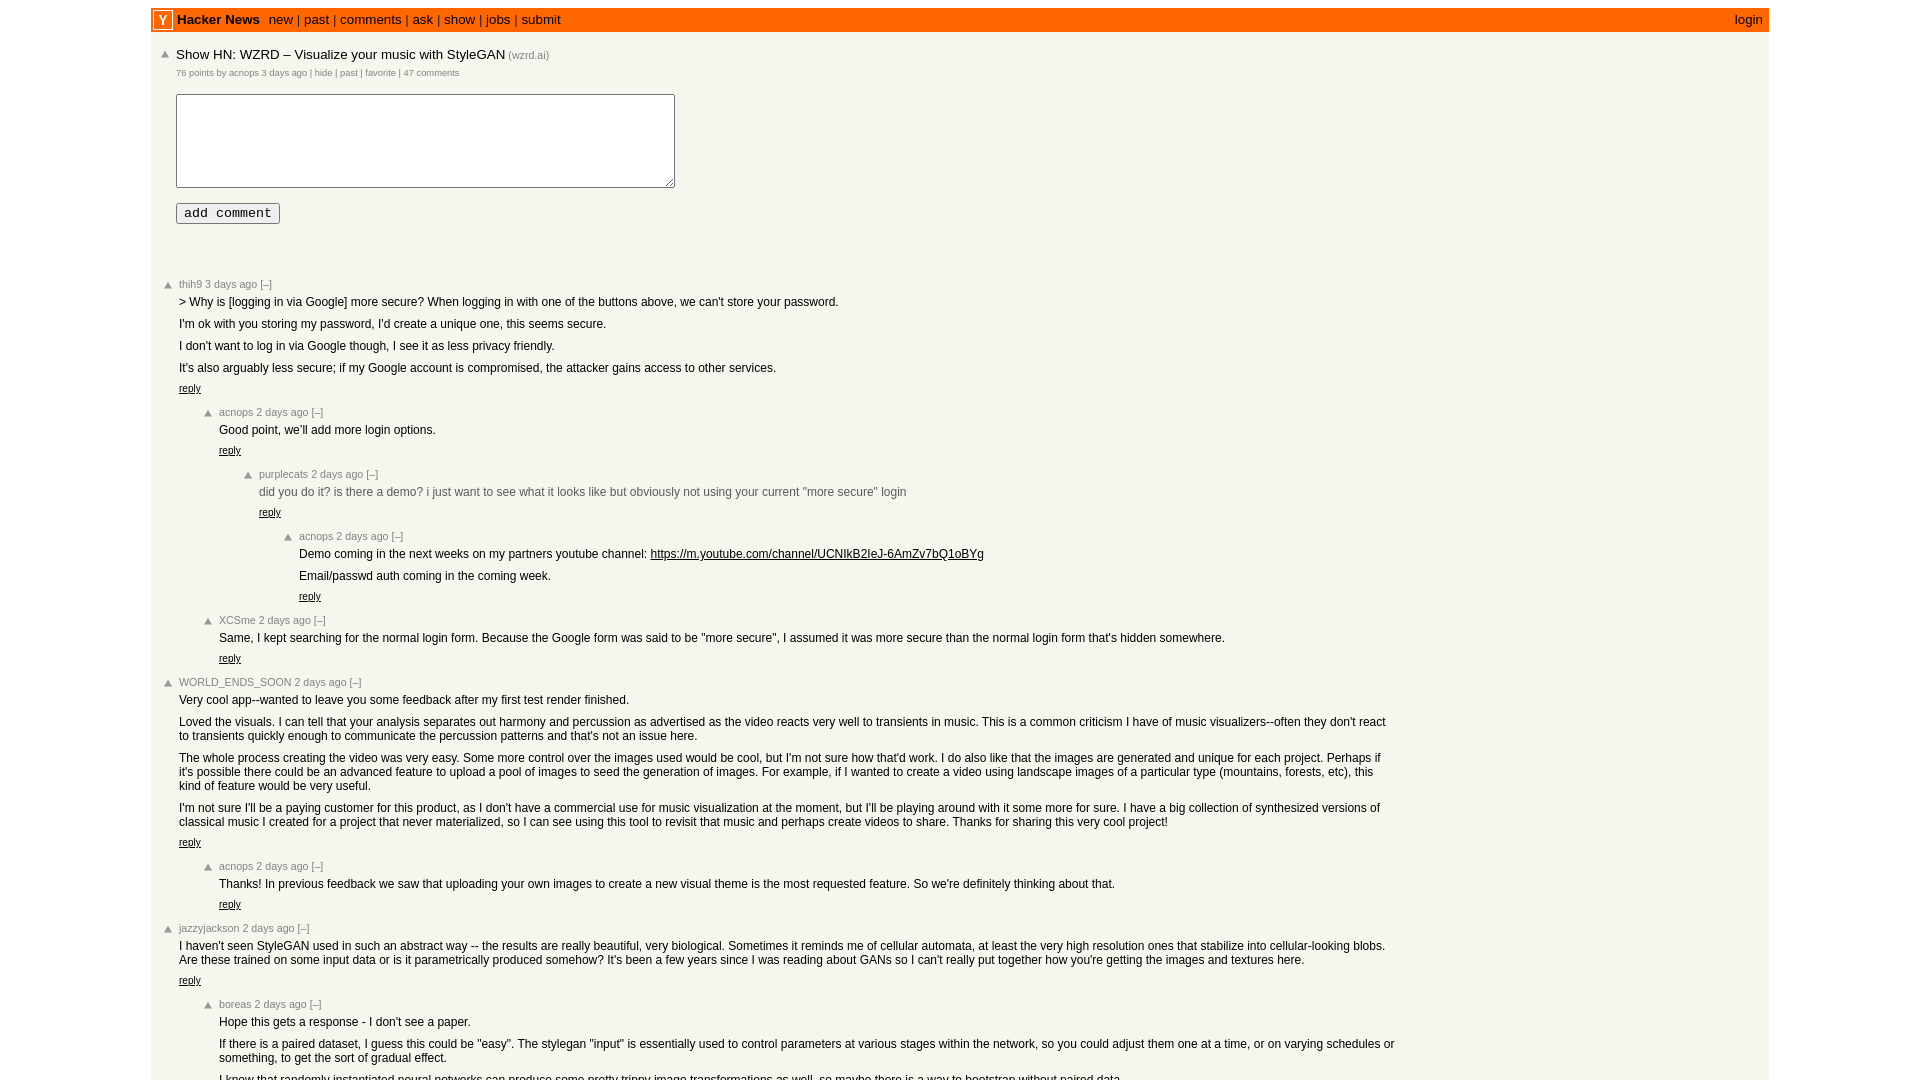 Y Hacker News new | past | comments | ask | show | jobs | submit login
Show HN: WZRD – Visualize your music with StyleGAN (wzrd.ai)
76 points by acnops 3 days ago | hide | past | favorite | 47 comments
add comment
thih9 3 days ago [–]
> Why is [logging in via Google] more secure? When logging in with one of the buttons above, we can't store your password.
I'm ok with you storing my password, I'd create a unique one, this seems secure.
I don't want to log in via Google though, I see it as less privacy friendly.
It's also arguably less secure; if my Google account is compromised, the attacker gains access to other services.
reply
acnops 2 days ago [–]
Good point, we’ll add more login options.
reply
purplecats 2 days ago [–]
did you do it? is there a demo? i just want to see what it looks like but obviously not using your current "more secure" login
reply
acnops 2 days ago [–]
Demo coming in the next weeks on my partners youtube channel: https://m.youtube.com/channel/UCNIkB2IeJ-6AmZv7bQ1oBYg
Email/passwd auth coming in the coming week.
reply
XCSme 2 days ago [–]
Same, I kept searching for the normal login form. Because the Google form was said to be "more secure", I assumed it was more secure than the normal login form that's hidden somewhere.
reply
WORLD_ENDS_SOON 2 days ago [–]
Very cool app--wanted to leave you some feedback after my first test render finished.
Loved the visuals. I can tell that your analysis separates out harmony and percussion as advertised as the video reacts very well to transients in music. This is a common criticism I have of music visualizers--often they don't react
to transients quickly enough to communicate the percussion patterns and that's not an issue here.
The whole process creating the video was very easy. Some more control over the images used would be cool, but I'm not sure how that'd work. I do also like that the images are generated and unique for each project. Perhaps if
it's possible there could be an advanced feature to upload a pool of images to seed the generation of images. For example, if I wanted to create a video using landscape images of a particular type (mountains, forests, etc), this
kind of feature would be very useful.
I'm not sure I'll be a paying customer for this product, as I don't have a commercial use for music visualization at the moment, but I'll be playing around with it some more for sure. I have a big collection of synthesized versions of
classical music I created for a project that never materialized, so I can see using this tool to revisit that music and perhaps create videos to share. Thanks for sharing this very cool project!
reply
acnops 2 days ago [–]
Thanks! In previous feedback we saw that uploading your own images to create a new visual theme is the most requested feature. So we're definitely thinking about that.
reply
jazzyjackson 2 days ago [–]
I haven't seen StyleGAN used in such an abstract way -- the results are really beautiful, very biological. Sometimes it reminds me of cellular automata, at least the very high resolution ones that stabilize into cellular-looking blobs.
Are these trained on some input data or is it parametrically produced somehow? It's been a few years since I was reading about GANs so I can't really put together how you're getting the images and textures here.
reply
boreas 2 days ago [–]
Hope this gets a response - I don't see a paper.
If there is a paired dataset, I guess this could be "easy". The stylegan "input" is essentially used to control parameters at various stages within the network, so you could adjust them one at a time, or on varying schedules or
something, to get the sort of gradual effect.
I know that randomly instantiated neural networks can produce some pretty trippy image transformations as well, so maybe there is a way to bootstrap without paired data.